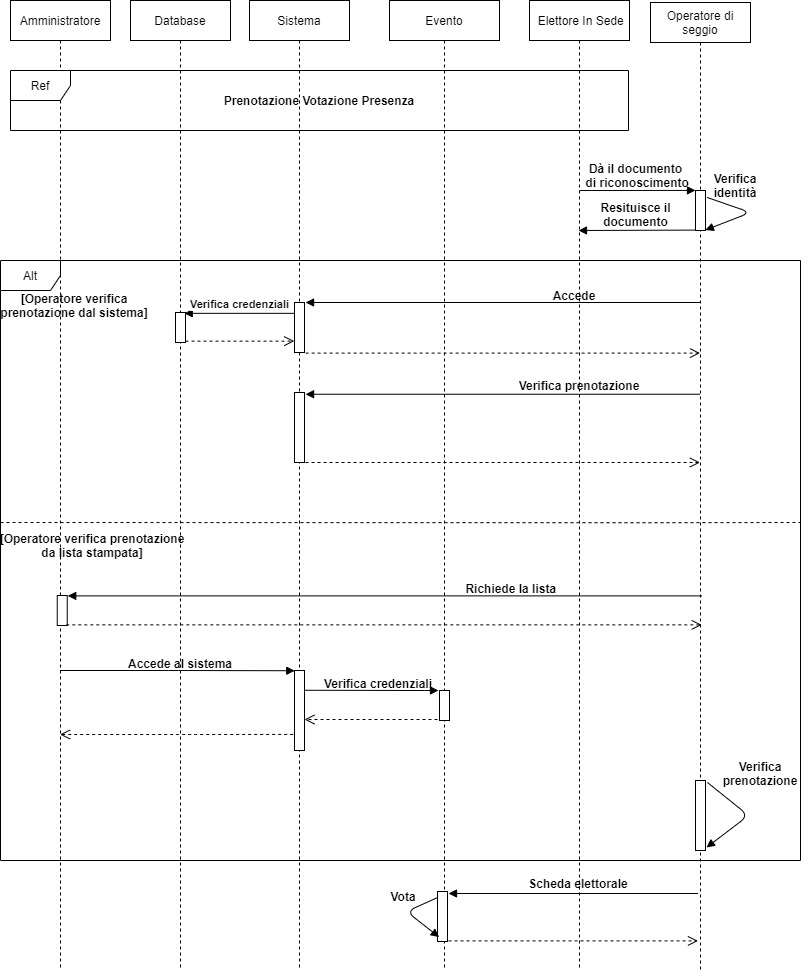 Amministratore
Database
Sistema
Evento
Elettore In Sede
Operatore di
seggio
Ref
Prenotazione Votazione Presenza
Dà il documento
di riconoscimento
Verifica
identità
Resituisce il
documento
Alt
[Operatore verifica
prenotazione dal sistema]
Accede
Verifica credenziali
Verifica prenotazione
[Operatore verifica prenotazione
da lista stampata]
Richiede la lista
Accede al sistema
Verifica credenziali
Verifica
prenotazione
Scheda elettorale
Vota